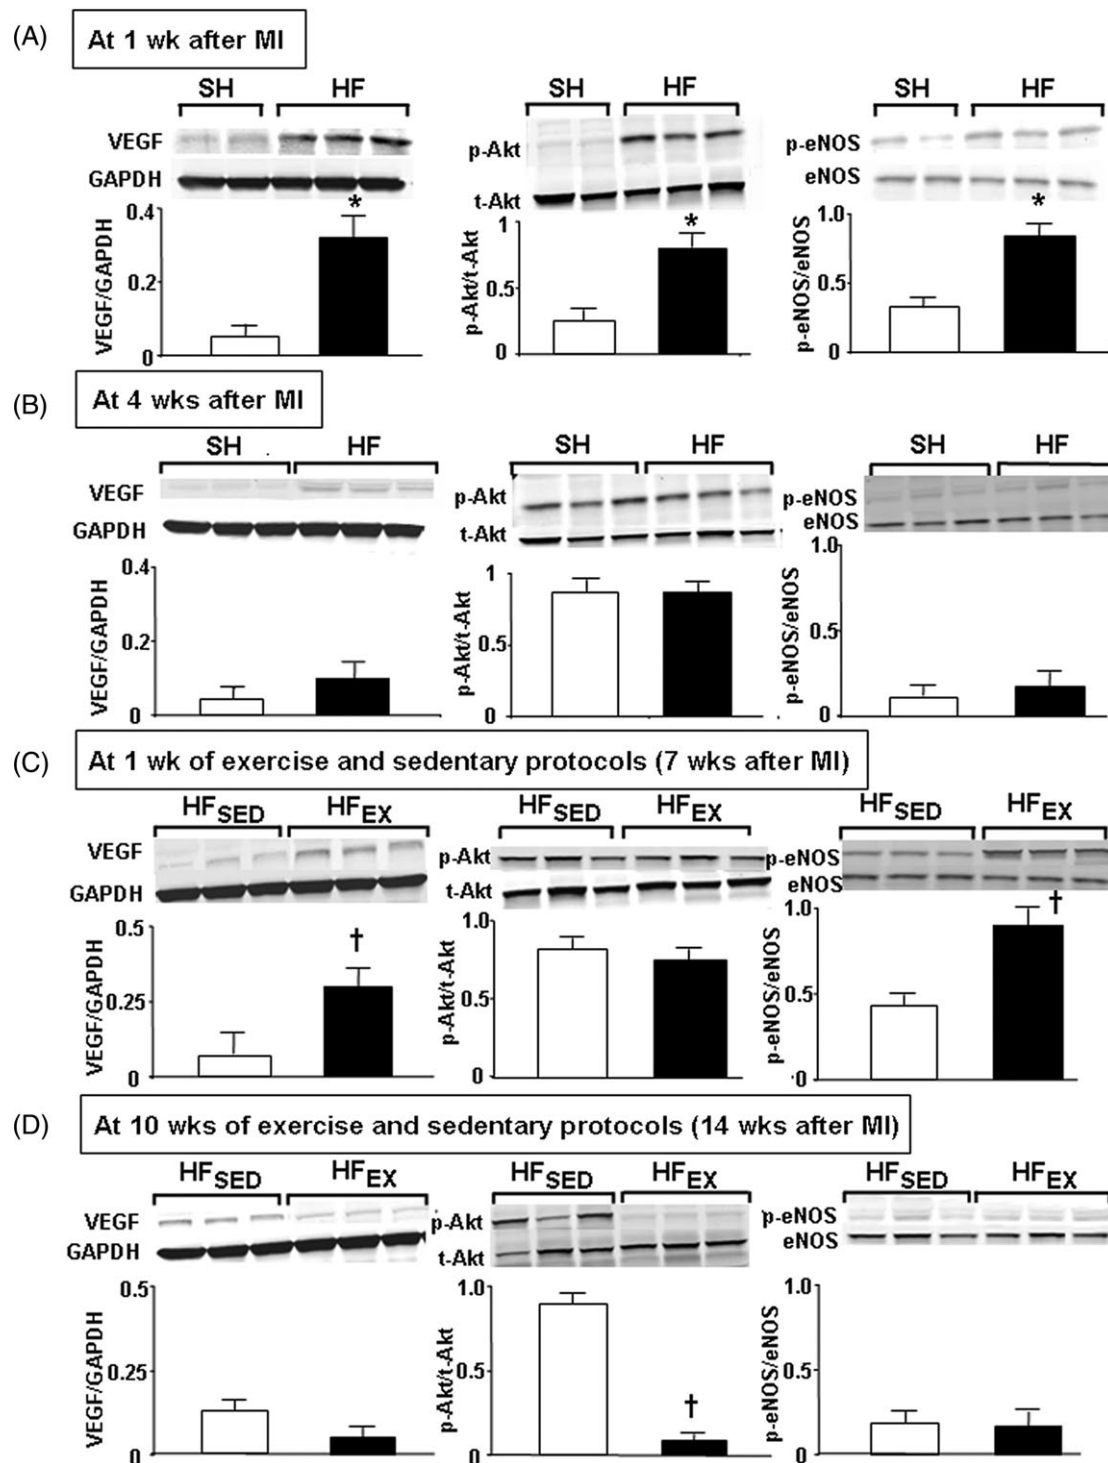 (A) At 1 wk after MI
SH HF SH HF SH HF
VEGF p-Akt p-eNOS
GAPDH t-Akt eNOS
* * *
VEGF/GAPDH 0.4 0.2 0
p-Akt/t-Akt 1 0.5 0
p-eNOS/eNOS 1.0 0.5 0
(B) At 4 wks after MI
SH HF SH HF SH HF
VEGF p-Akt p-eNOS
GAPDH t-Akt eNOS
VEGF/GAPDH 0.4 0.2 0
p-Akt/t-Akt 1 0.5 0
p-eNOS/eNOS 1.0 0.5 0
(C) At 1 wk of exercise and sedentary protocols (7 wks after MI)
HFSED HFEX HFSED HFEX HFSED HFEX
VEGF p-Akt p-eNOS
GAPDH t-Akt eNOS
† †
VEGF/GAPDH 0.5 0.25 0
p-Akt/t-Akt 1.0 0.5 0
p-eNOS/eNOS 1.0 0.5 0
(D) At 10 wks of exercise and sedentary protocols (14 wks after MI)
HFSED HFEX HFSED HFEX HFSED HFEX
VEGF p-Akt p-eNOS
GAPDH t-Akt eNOS
VEGF/GAPDH 0.5 0.25 0
p-Akt/t-Akt 1.0 0.5 0
†
p-eNOS/eNOS 1.0 0.5 0